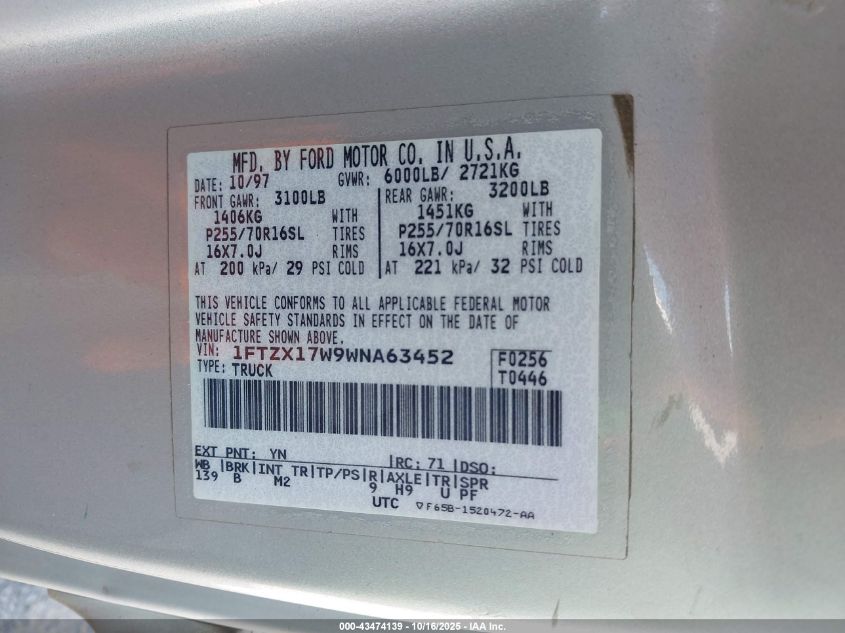 MFD. BY FORD MOTOR CO. IN U.S.A.
DATE: 10/97 GVWR: 6000LB/ 2721KG
FRONT GAWR: 3100LB REAR GAWR: 3200LB
1406KG WITH 1451KG WITH
P255/70R16SL TIRES P255/70R16SL TIRES
16X7.0J RIMS 16X7.0J RIMS
AT 200 kPa/ 29 PSI COLD AT 221 kPa/ 32 PSI COLD
THIS VEHICLE CONFORMS TO ALL APPLICABLE FEDERAL MOTOR
VEHICLE SAFETY STANDARDS IN EFFECT ON THE DATE OF
MANUFACTURE SHOWN ABOVE.
VIN: 1FTZX17W9WNA63452 F0256
TYPE: TRUCK T0446
EXT PNT: YN RC: 71 DSO:
WB BRK INT TR TP/PS R AXLE TR SPR
139 B M2 9 H9 U PF
UTC ▽F65B-1520472-AA
000-43474139 | 10/16/2025 | IAA Inc.